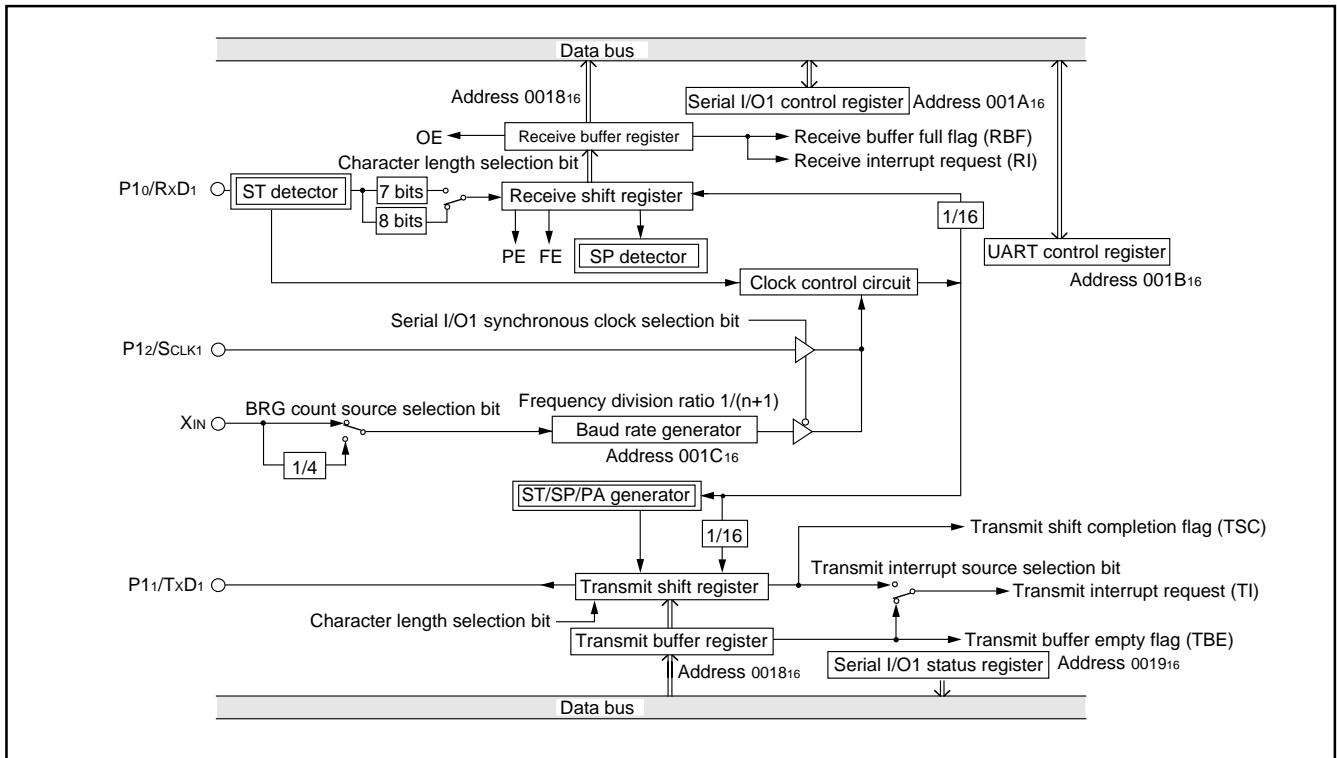 Data bus
Address 001816
Serial I/O1 control register Address 001A16
OE Receive buffer register Receive buffer full flag (RBF)
Receive interrupt request (RI)
Character length selection bit
P10/RXD1 ST detector 7 bits Receive shift register
8 bits
1/16
PE FE SP detector
UART control register
Address 001B16
Clock control circuit
Serial I/O1 synchronous clock selection bit
P12/SCLK1
XIN BRG count source selection bit Frequency division ratio 1/(n+1)
Baud rate generator
1/4 Address 001C16
ST/SP/PA generator
1/16
Transmit shift completion flag (TSC)
Transmit interrupt source selection bit
P11/TXD1 Transmit shift register
Transmit interrupt request (TI)
Character length selection bit
Transmit buffer register Transmit buffer empty flag (TBE)
Address 001816 Serial I/O1 status register Address 001916
Data bus